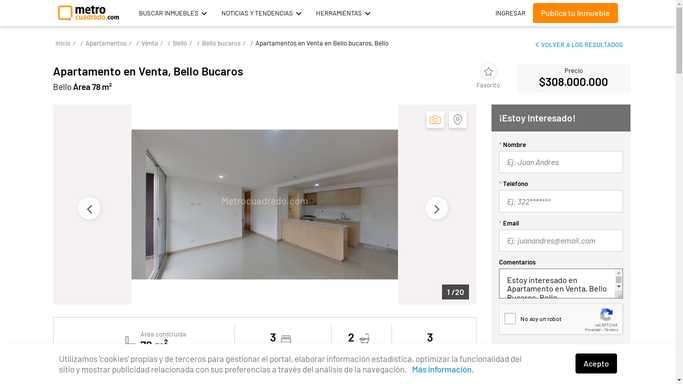 metro
cuadrado.com
BUSCAR INMUEBLES
NOTICIAS Y TENDENCIAS
HERRAMIENTAS
INGRESAR
Publica tu Inmueble
Inicio / / Apartamentos / / Venta / / Bello / / Bello bucaros / / Apartamentos en Venta en Bello bucaros, Bello
VOLVER A LOS RESULTADOS
Apartamento en Venta, Bello Bucaros
Bello Area 78 m²
Favorito
Precio
$308.000.000
Metrocuadrado.com
1 / 20
¡Estoy Interesado!
* Nombre
Ej: Juan Andres
* Telefono
Ej: 322*******
* Email
Ej: juanandres@email.com
Comentarios
Estoy interesado en
Apartamento en Venta, Bello
Bucaros, Bello
No soy un robot
reCAPTCHA
Privacidad - Términos
Área construida
78 m²
3
2
3
Utilizamos 'cookies' propias y de terceros para gestionar el portal, elaborar información estadística, optimizar la funcionalidad del
sitio y mostrar publicidad relacionada con sus preferencias a través del análisis de la navegación. Más información.
Acepto